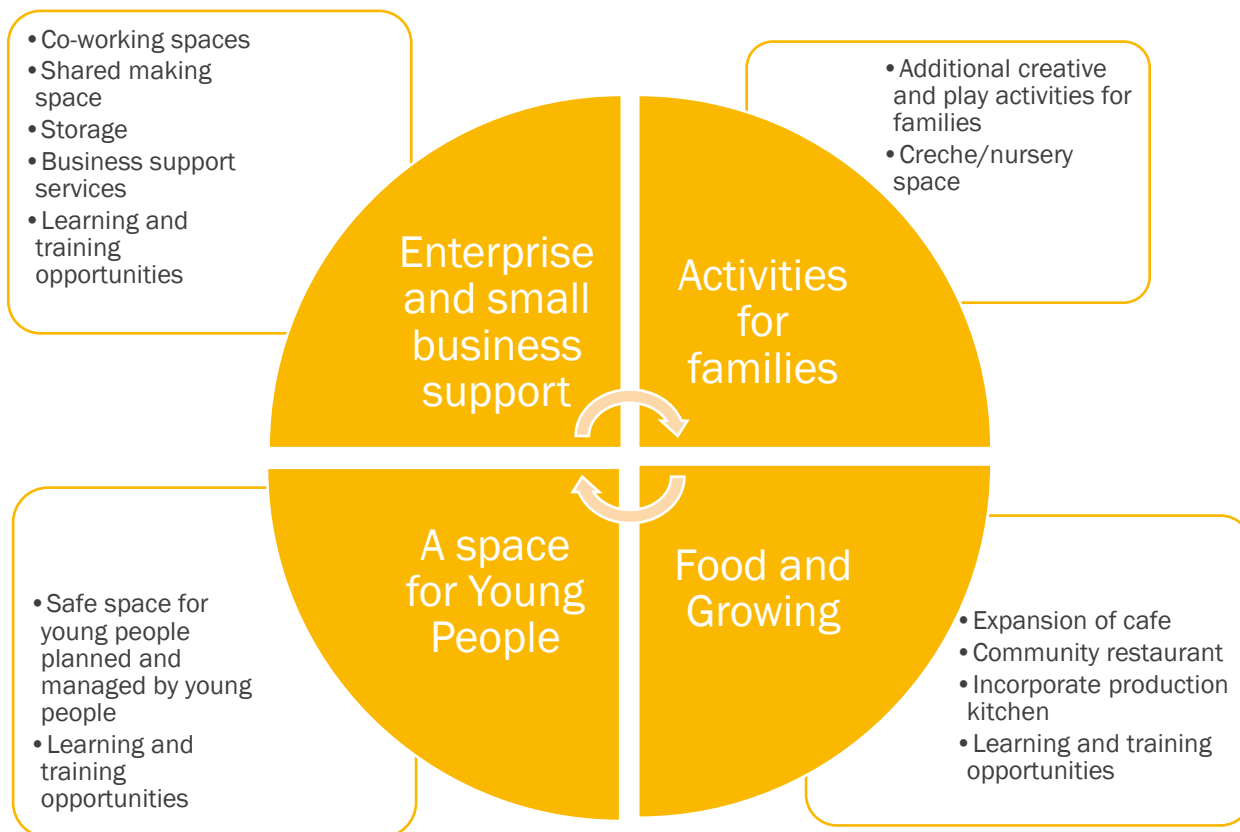 •Co-working spaces
•Shared making
space
•Storage
•Business support
services
•Learning and
training
opportunities
•Additional creative
and play activities for
families
•Creche/nursery
space
Enterprise
and small
business
support
Activities
for
families
A space
for Young
People
Food and
Growing
•Safe space for
young people
planned and
managed by young
people
•Learning and
training
opportunities
•Expansion of cafe
•Community restaurant
•Incorporate production
kitchen
•Learning and training
opportunities